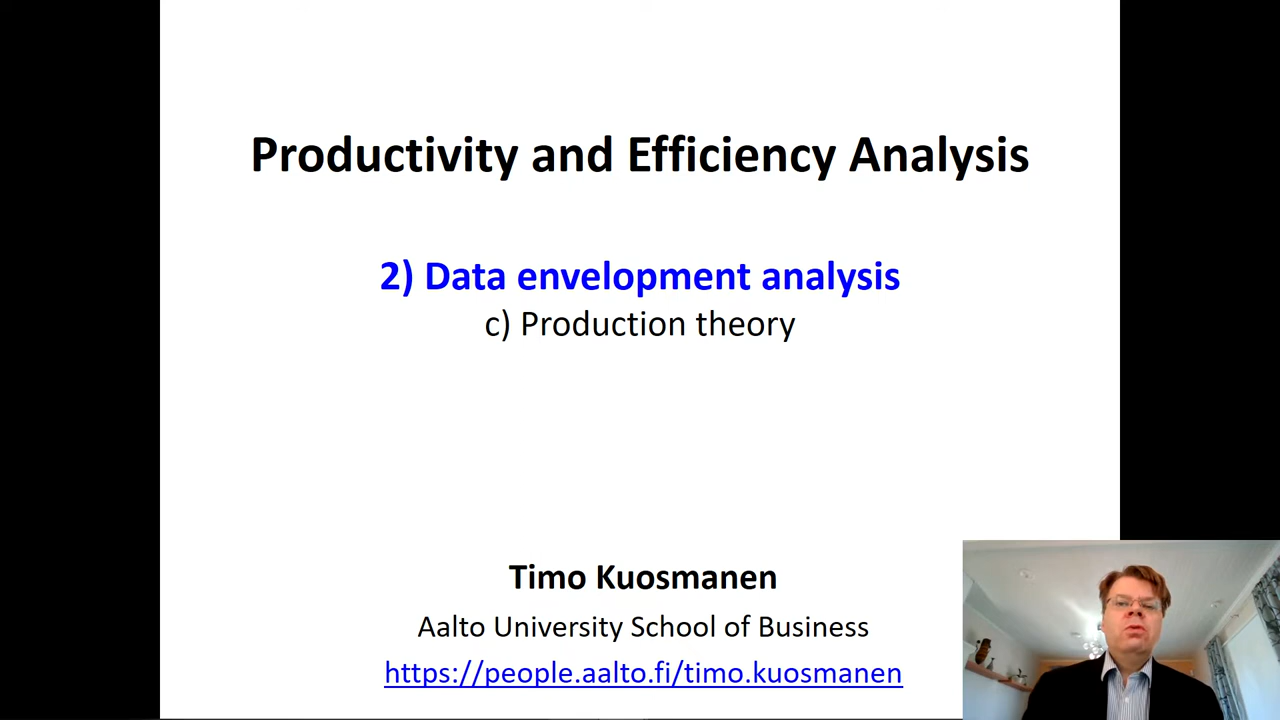 Productivity and Efficiency Analysis
2) Data envelopment analysis
c) Production theory
Timo Kuosmanen
Aalto University School of Business
https://people.aalto.fi/timo.kuosmanen